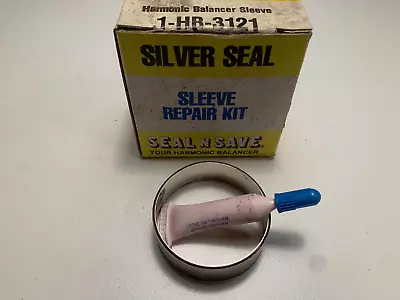 Harmonic Balancer Sleeve
1-HB-3121
SILVER SEAL
SLEEVE
REPAIR KIT
SEAL N SAVE.
YOUR HARMONIC BALANCER